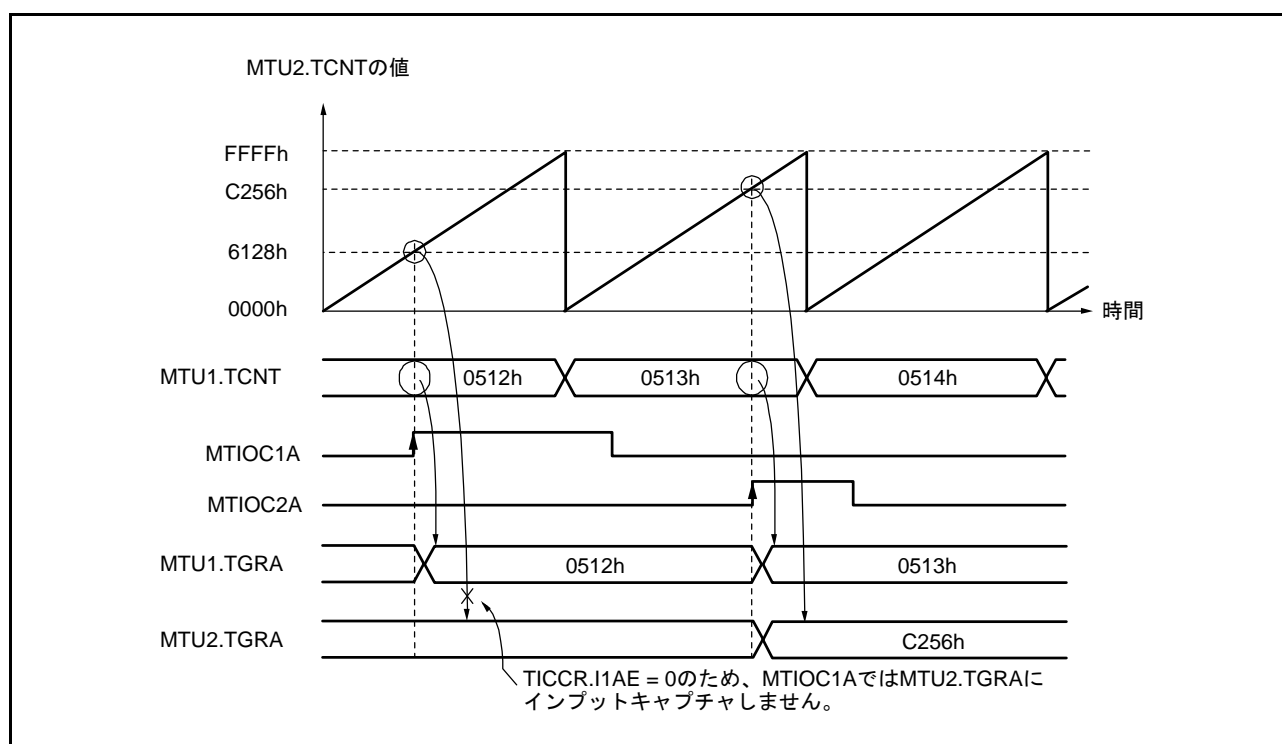 MTU2.TCNTの値
FFFFh
C256h
6128h
0000h
時間
MTU1.TCNT
0512h
0513h
0514h
MTIOC1A
MTIOC2A
MTU1.TGRA
0512h
0513h
MTU2.TGRA
C256h
TICCR.I1AE = 0のため、MTIOC1AではMTU2.TGRAに
インプットキャプチャしません。